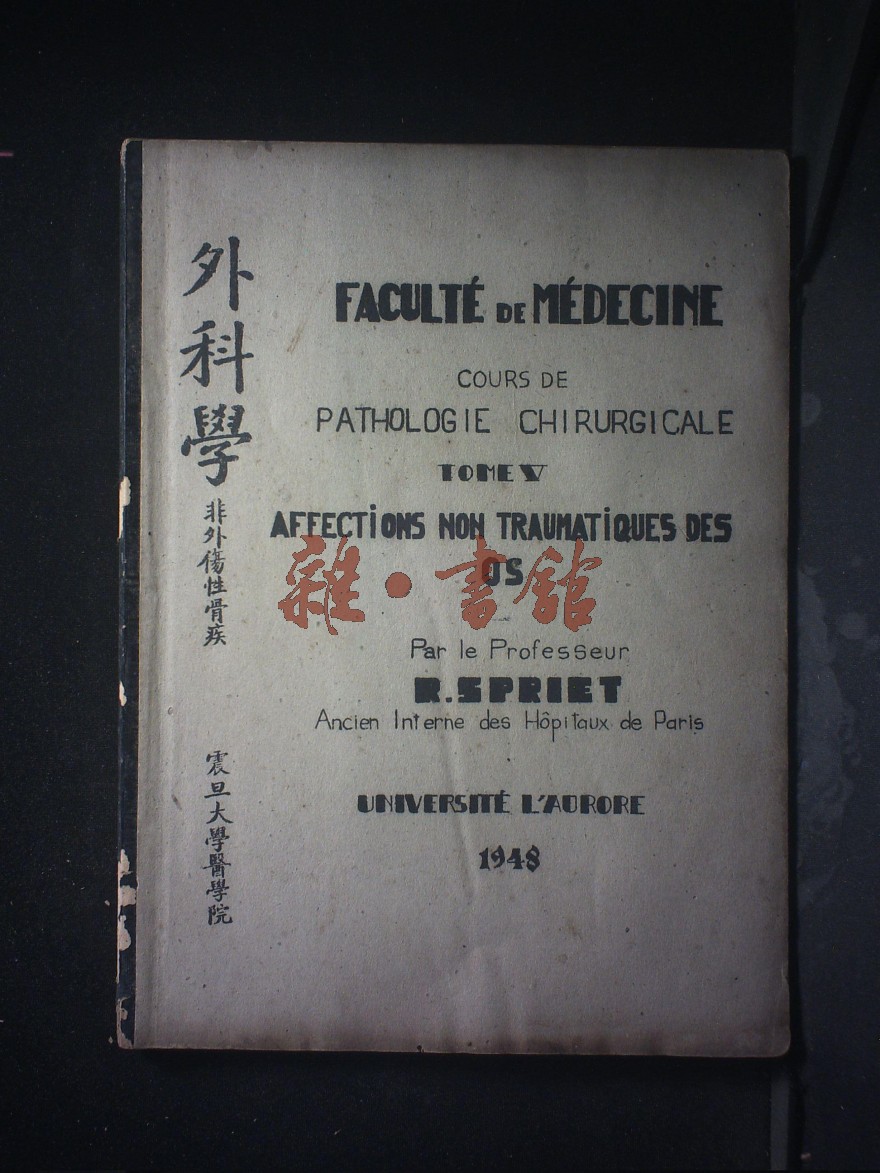 外科學
非外傷性骨疾
震旦大學醫學院
FACULTÉ DE MÉDECINE
COURS DE
PATHOLOGIE CHIRURGICALE
TOME V
AFFECTIONS NON TRAUMATIQUES DES
OS
雜·書館
Par le Professeur
R. SPRIET
Ancien Interne des Hôpitaux de Paris
UNIVERSITÉ L'AURORE
1948